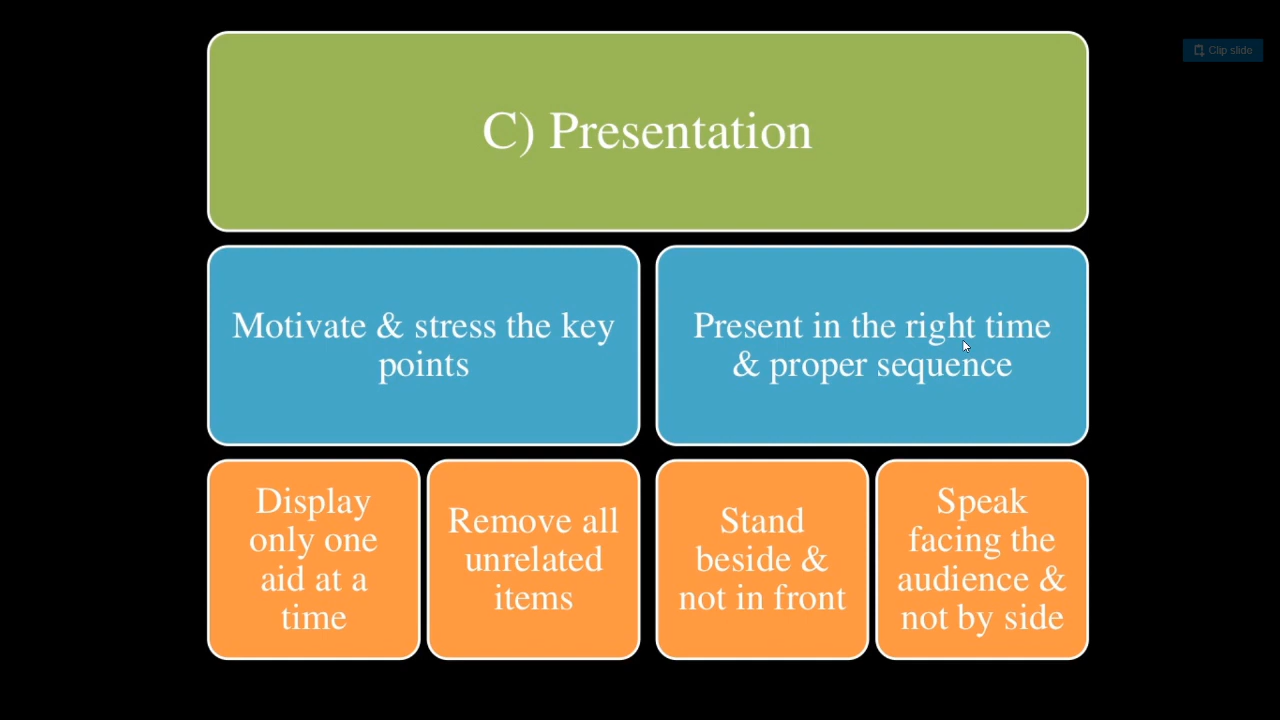 Clip slide
C) Presentation
Motivate & stress the key
points
Present in the right time
& proper sequence
Display
only one
aid at a
time
Remove all
unrelated
items
Stand
beside &
not in front
Speak
facing the
audience &
not by side